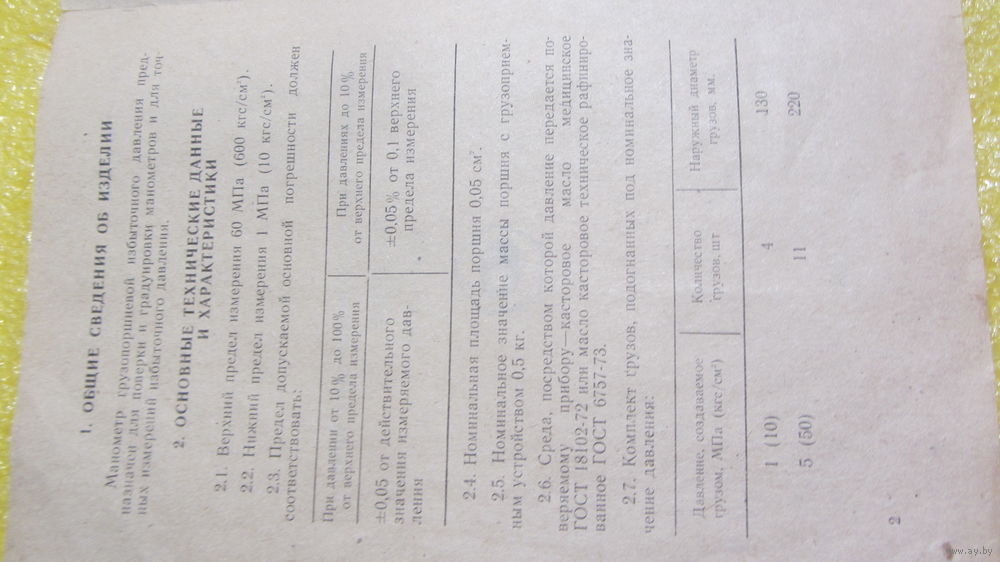 1. ОБЩИЕ СВЕДЕНИЯ ОБ ИЗДЕЛИИ
Манометр грузопоршневой избыточного давления пред-
назначен для поверки и градуировки манометров и для точ-
ных измерений избыточного давления.
2. ОСНОВНЫЕ ТЕХНИЧЕСКИЕ ДАННЫЕ
И ХАРАКТЕРИСТИКИ
2.1. Верхний предел измерения 60 МПа (600 кгс/см²).
2.2. Нижний предел измерения 1 МПа (10 кгс/см²).
2.3. Предел допускаемой основной погрешности должен
соответствовать:
При давлении от 10% до 100%
от верхнего предела измерения
При давлениях до 10%
от верхнего предела измерения
±0,05 от действительного
значения измеряемого дав-
ления
±0,05% от 0,1 верхнего
предела измерения
2.4. Номинальная площадь поршня 0,05 см².
2.5. Номинальное значение массы поршня с грузоприем-
ным устройством 0,5 кг.
2.6. Среда, посредством которой давление передается по-
веряемому прибору—касторовое масло медицинское
ГОСТ 18102-72 или масло касторовое техническое рафиниро-
ванное ГОСТ 6757-73.
2.7. Комплект грузов, подогнанных под номинальное зна-
чение давления:
Давление, создаваемое
грузом, МПа (кгс/см²)
Количество
грузов, шт
Наружный диаметр
грузов, мм.
1 (10) 4 130
5 (50) 11 220
2
www.ay.by